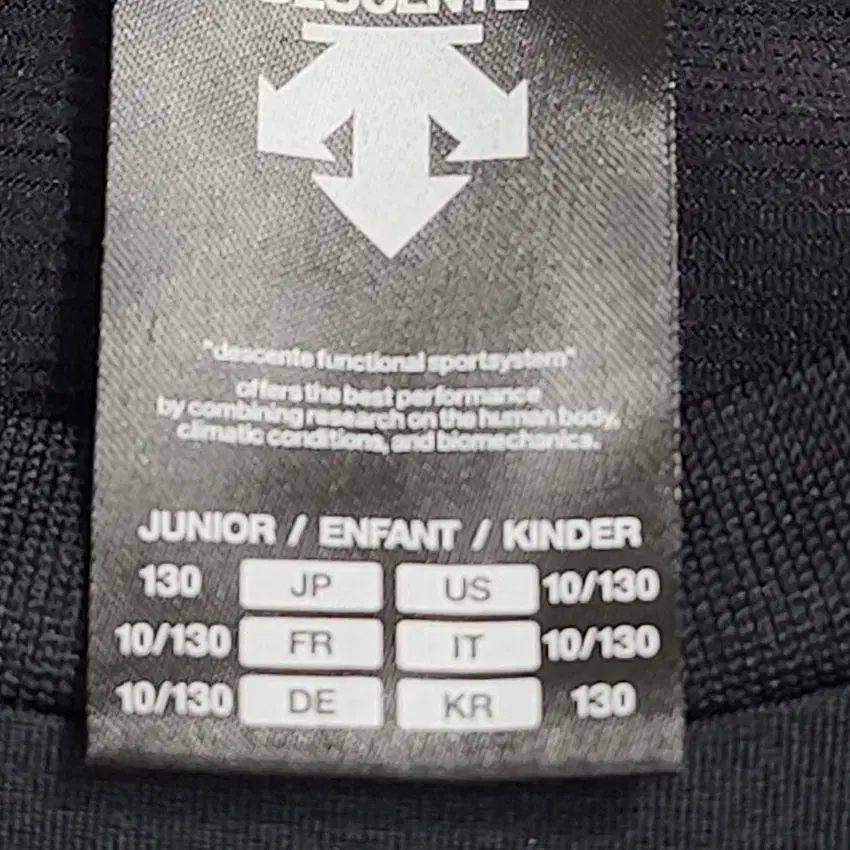 DESCENTE
"descente functional sportsystem"
offers the best performance
by combining research on the human body,
climatic conditions, and biomechanics.
JUNIOR / ENFANT / KINDER
130 JP US 10/130
10/130 FR IT 10/130
10/130 DE KR 130